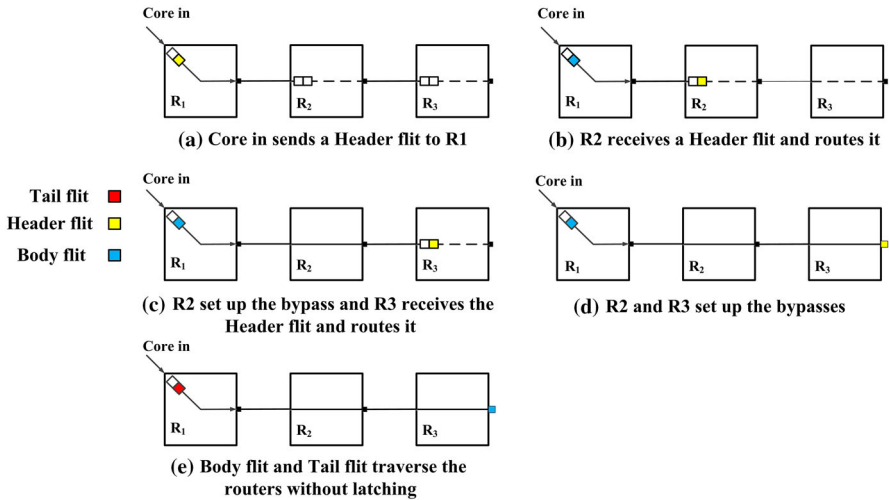 Core in
R1
R2
R3
(a) Core in sends a Header flit to R1
Core in
R1
R2
R3
(b) R2 receives a Header flit and routes it
Tail flit
Header flit
Body flit
Core in
R1
R2
R3
(c) R2 set up the bypass and R3 receives the
Header flit and routes it
Core in
R1
R2
R3
(d) R2 and R3 set up the bypasses
Core in
R1
R2
R3
(e) Body flit and Tail flit traverse the
routers without latching